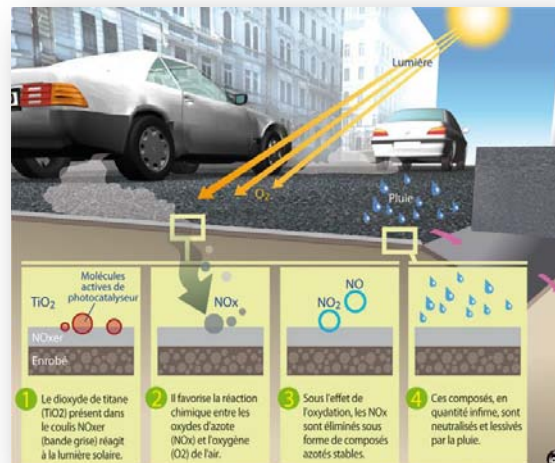 Lumière
O₂
Pluie
Molécules
actives de
photocatalyseur
TiO₂
NOxer
Enrobé
NOx
NO
NO₂
1 Le dioxyde de titane
(TiO2) présent dans
le coulis NOxer
(bande grise) réagit
à la lumière solaire.
2 Il favorise la réaction
chimique entre les
oxydes d'azote
(NOx) et l'oxygène
(O2) de l'air.
3 Sous l'effet de
l'oxydation, les NOx
sont éliminés sous
forme de composés
azotés stables.
4 Ces composés, en
quantité infime, sont
neutralisés et lessivés
par la pluie.